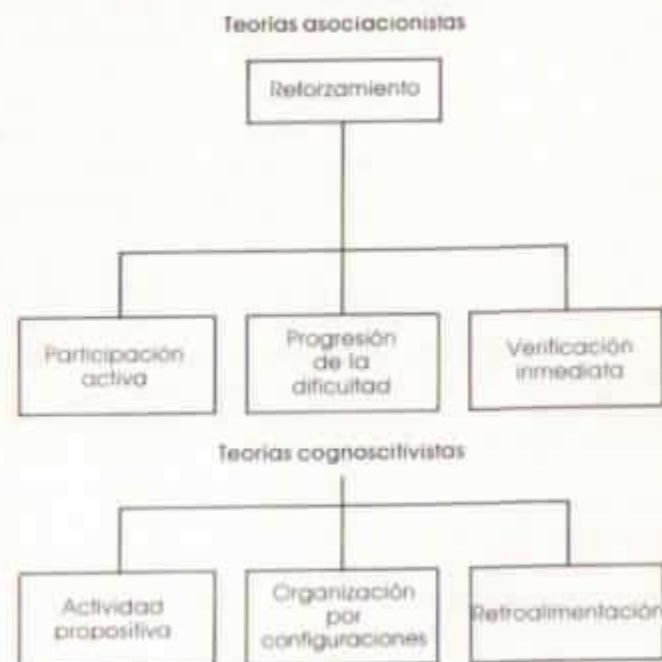 Teorías asociacionistas
Reforzamiento
Participación
activa
Progresión
de la
dificultad
Verificación
inmediata
Teorías cognoscitivistas
Actividad
propositiva
Organización
por
configuraciones
Retroalimentación